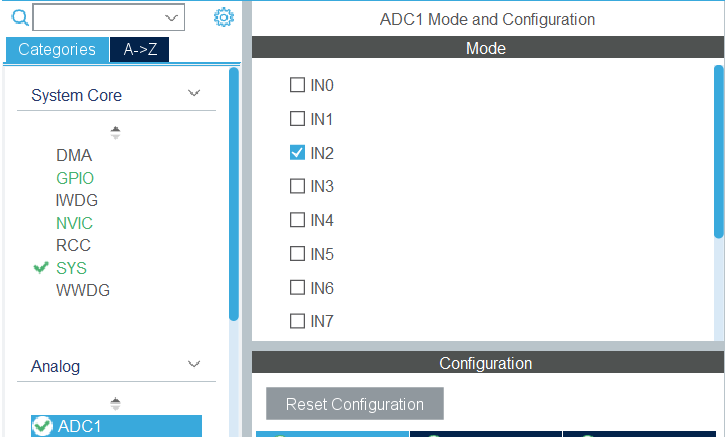 Categories
A->Z
System Core
DMA
GPIO
IWDG
NVIC
RCC
SYS
WWDG
Analog
ADC1
ADC1 Mode and Configuration
Mode
IN0
IN1
IN2
IN3
IN4
IN5
IN6
IN7
Configuration
Reset Configuration